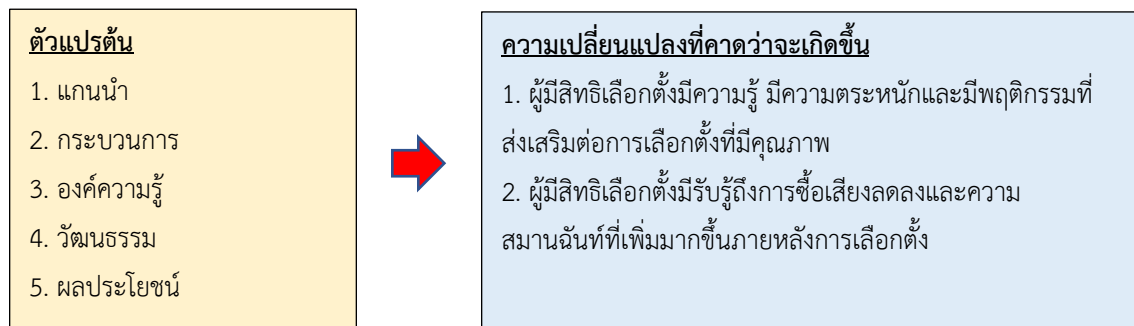 ตัวแปรต้น
1. แกนนำ
2. กระบวนการ
3. องค์ความรู้
4. วัฒนธรรม
5. ผลประโยชน์
ความเปลี่ยนแปลงที่คาดว่าจะเกิดขึ้น
1. ผู้มีสิทธิเลือกตั้งมีความรู้ มีความตระหนักและมีพฤติกรรมที่
ส่งเสริมต่อการเลือกตั้งที่มีคุณภาพ
2. ผู้มีสิทธิเลือกตั้งมีรับรู้ถึงการซื้อเสียงลดลงและความ
สมานฉันท์ที่เพิ่มมากขึ้นภายหลังการเลือกตั้ง